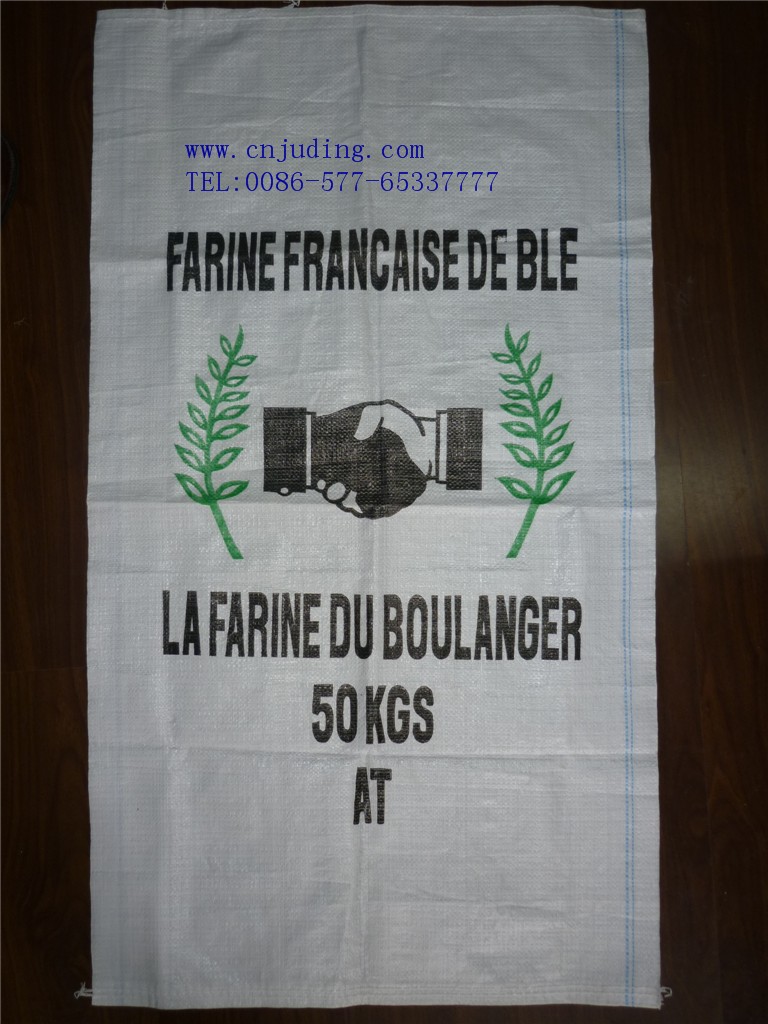 www.cnjuding.com
TEL:0086-577-65337777
FARINE FRANCAISE DE BLE
LA FARINE DU BOULANGER
50 KGS
AT